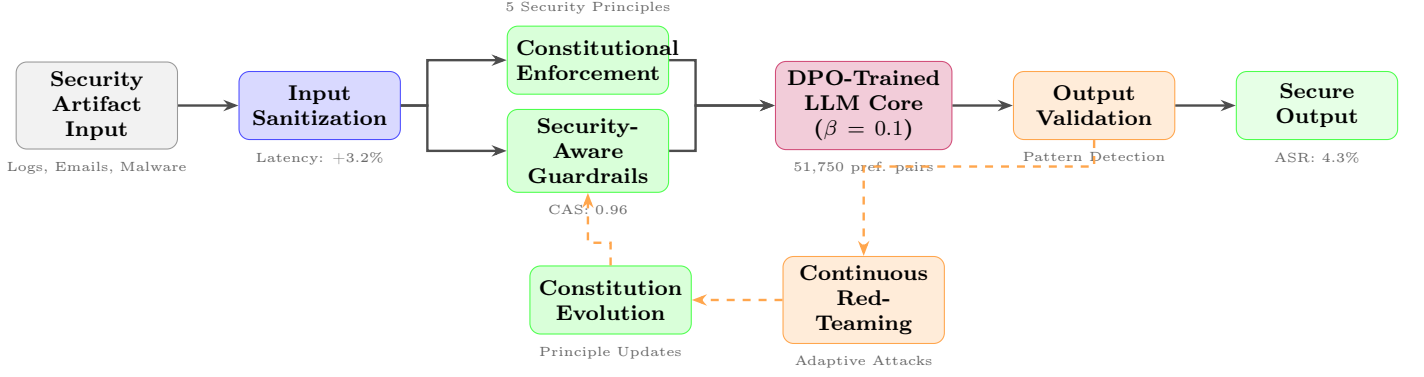 5 Security Principles
Security
Artifact
Input
Logs, Emails, Malware
Input
Sanitization
Latency: +3.2%
Constitutional
Enforcement
Security-
Aware
Guardrails
CAS: 0.96
DPO-Trained
LLM Core
(β = 0.1)
51,750 pref. pairs
Output
Validation
Pattern Detection
Secure
Output
ASR: 4.3%
Constitution
Evolution
Principle Updates
Continuous
Red-
Teaming
Adaptive Attacks